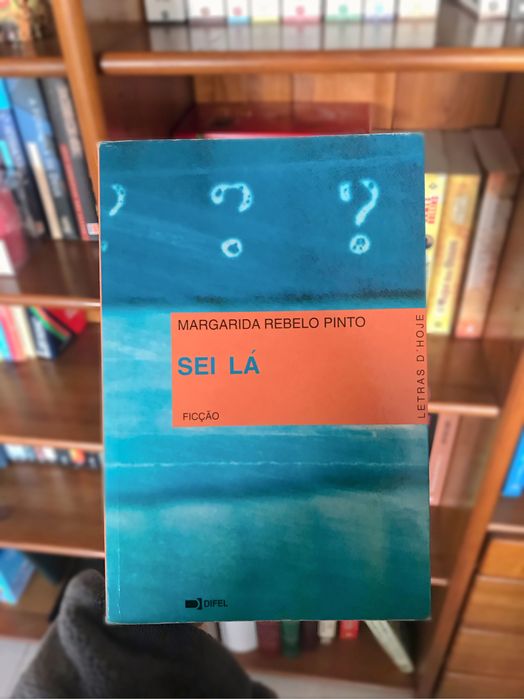 ? ? ?
MARGARIDA REBELO PINTO
SEI LÁ
FICÇÃO
LETRAS D'HOJE
DIFEL